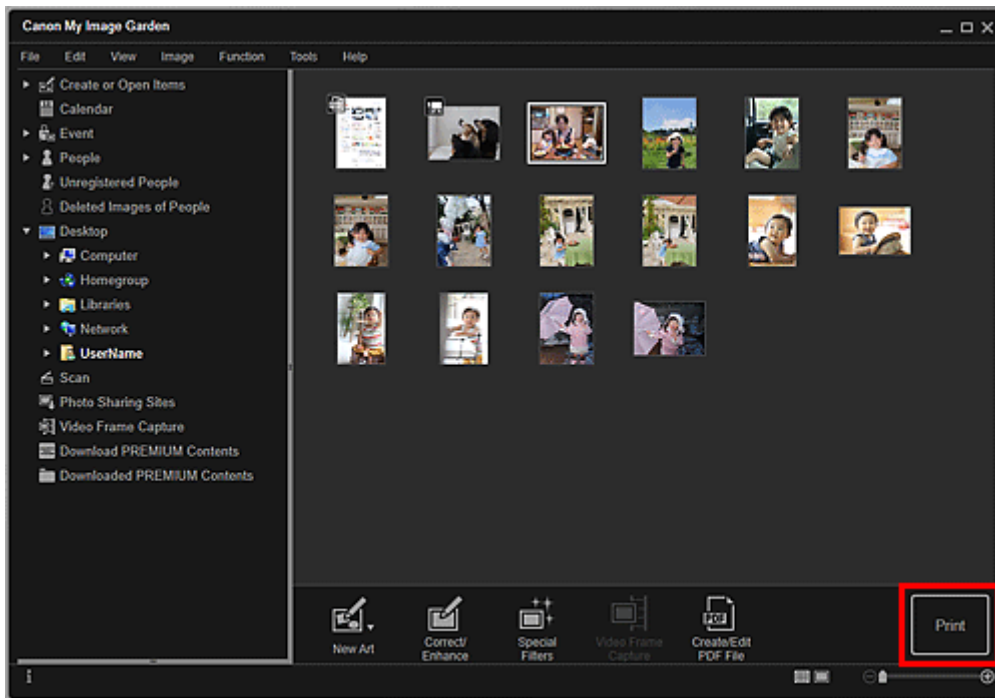 Canon My Image Garden
File Edit View Image Function Tools Help
Create or Open Items
Calendar
Event
People
Unregistered People
Deleted Images of People
Desktop
Computer
Homegroup
Libraries
Network
UserName
Scan
Photo Sharing Sites
Video Frame Capture
Download PREMIUM Contents
Downloaded PREMIUM Contents
New Art
Correct/
Enhance
Special
Filters
Video Frame
Capture
PDF
Create/Edit
PDF File
Print